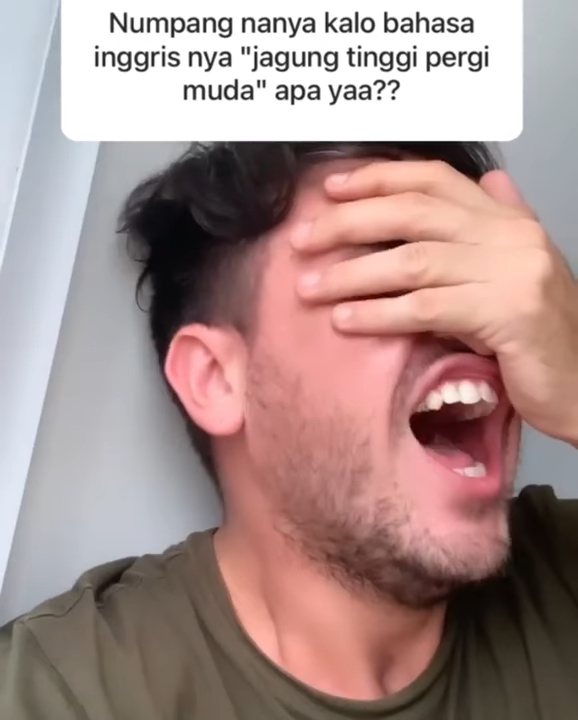 Numpang nanya kalo bahasa
inggris nya "jagung tinggi pergi
muda" apa yaa??